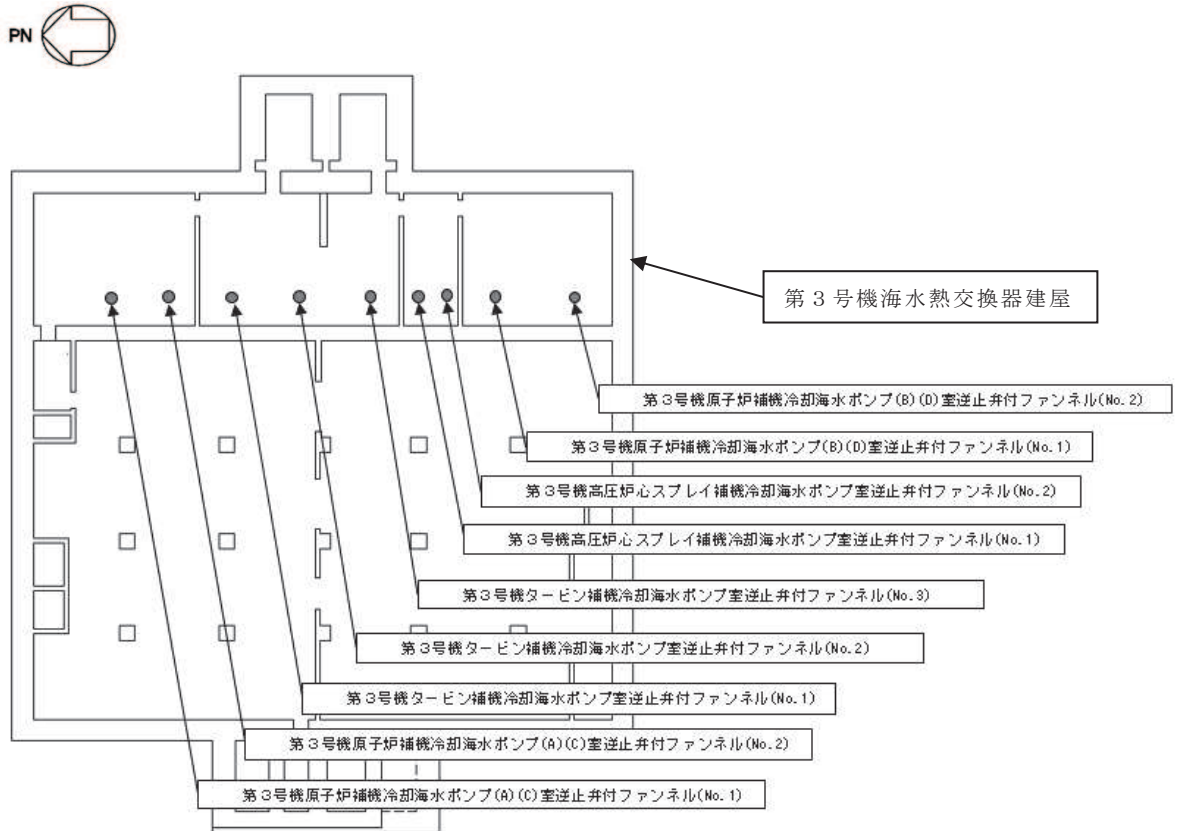 PN
第3号機海水熱交換器建屋
第3号機原子炉補機冷却海水ポンプ(B)(D)室逆止弁付ファンネル(No.2)
第3号機原子炉補機冷却海水ポンプ(B)(D)室逆止弁付ファンネル(No.1)
第3号機高圧炉心スプレイ補機冷却海水ポンプ室逆止弁付ファンネル(No.2)
第3号機高圧炉心スプレイ補機冷却海水ポンプ室逆止弁付ファンネル(No.1)
第3号機タービン補機冷却海水ポンプ室逆止弁付ファンネル(No.3)
第3号機タービン補機冷却海水ポンプ室逆止弁付ファンネル(No.2)
第3号機タービン補機冷却海水ポンプ室逆止弁付ファンネル(No.1)
第3号機原子炉補機冷却海水ポンプ(A)(C)室逆止弁付ファンネル(No.2)
第3号機原子炉補機冷却海水ポンプ(A)(C)室逆止弁付ファンネル(No.1)